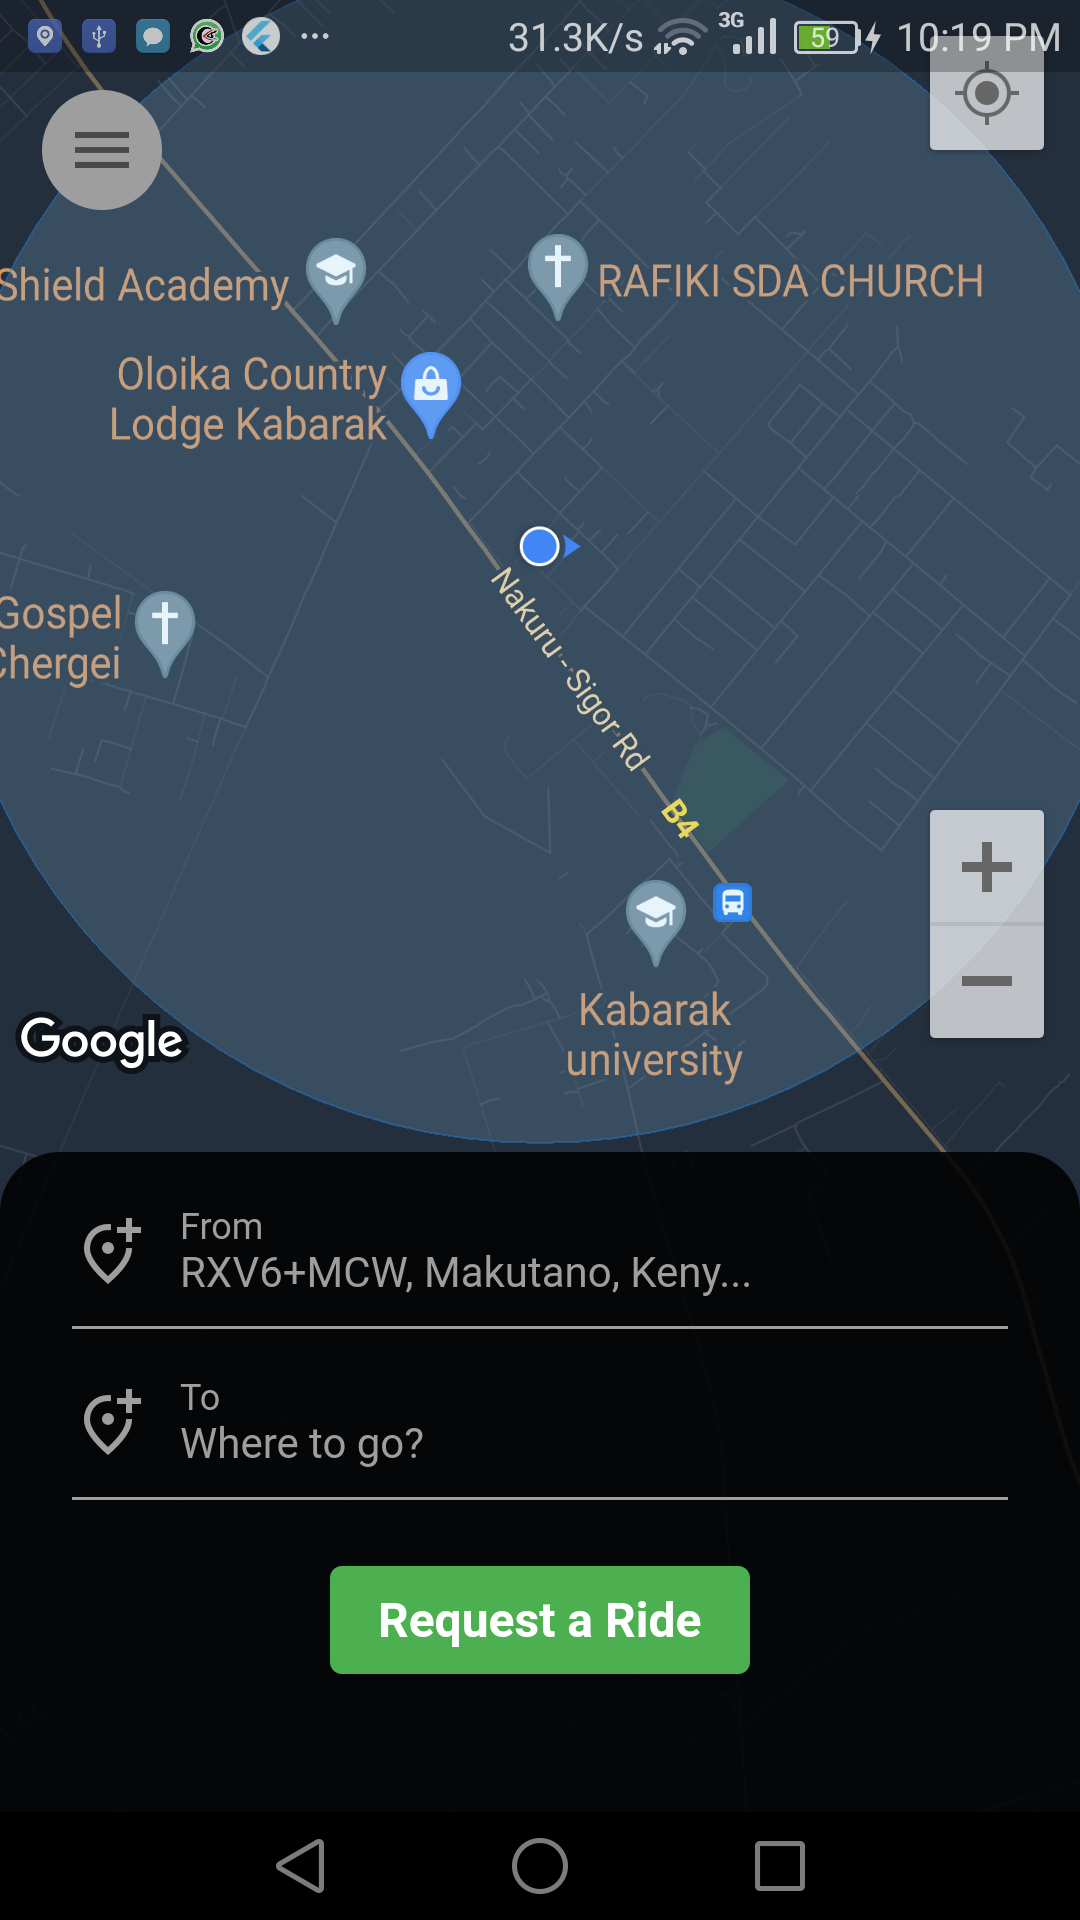 31.3K/s 3G 59 10:19 PM
Shield Academy
RAFIKI SDA CHURCH
Oloika Country
Lodge Kabarak
Gospel
Chergei
Nakuru - Sigor Rd
B4
Kabarak
university
Google
From
RXV6+MCW, Makutano, Keny...
To
Where to go?
Request a Ride